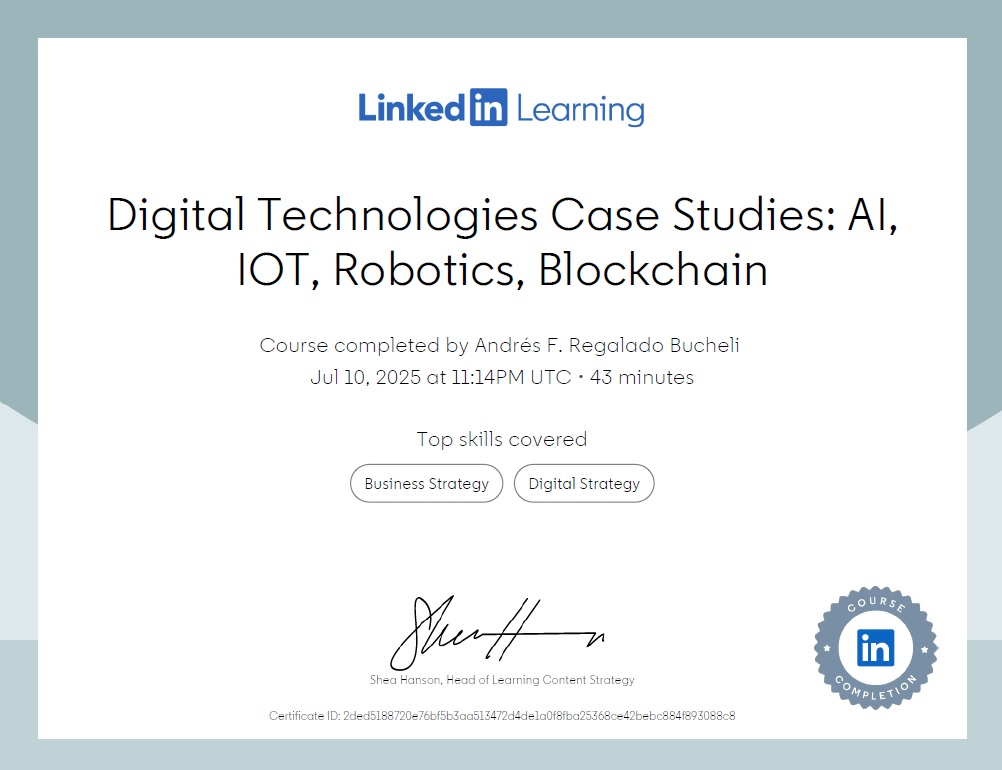 Linked in Learning
Digital Technologies Case Studies: AI,
IOT, Robotics, Blockchain
Course completed by Andrés F. Regalado Bucheli
Jul 10, 2025 at 11:14PM UTC • 43 minutes
Top skills covered
Business Strategy
Digital Strategy
Shea Hanson, Head of Learning Content Strategy
Certificate ID: 2ded5188720e76bf5b3aa513472d4de1a0f8fba25368ce42bebc884f893088c8
COURSE
in
COMPLETION